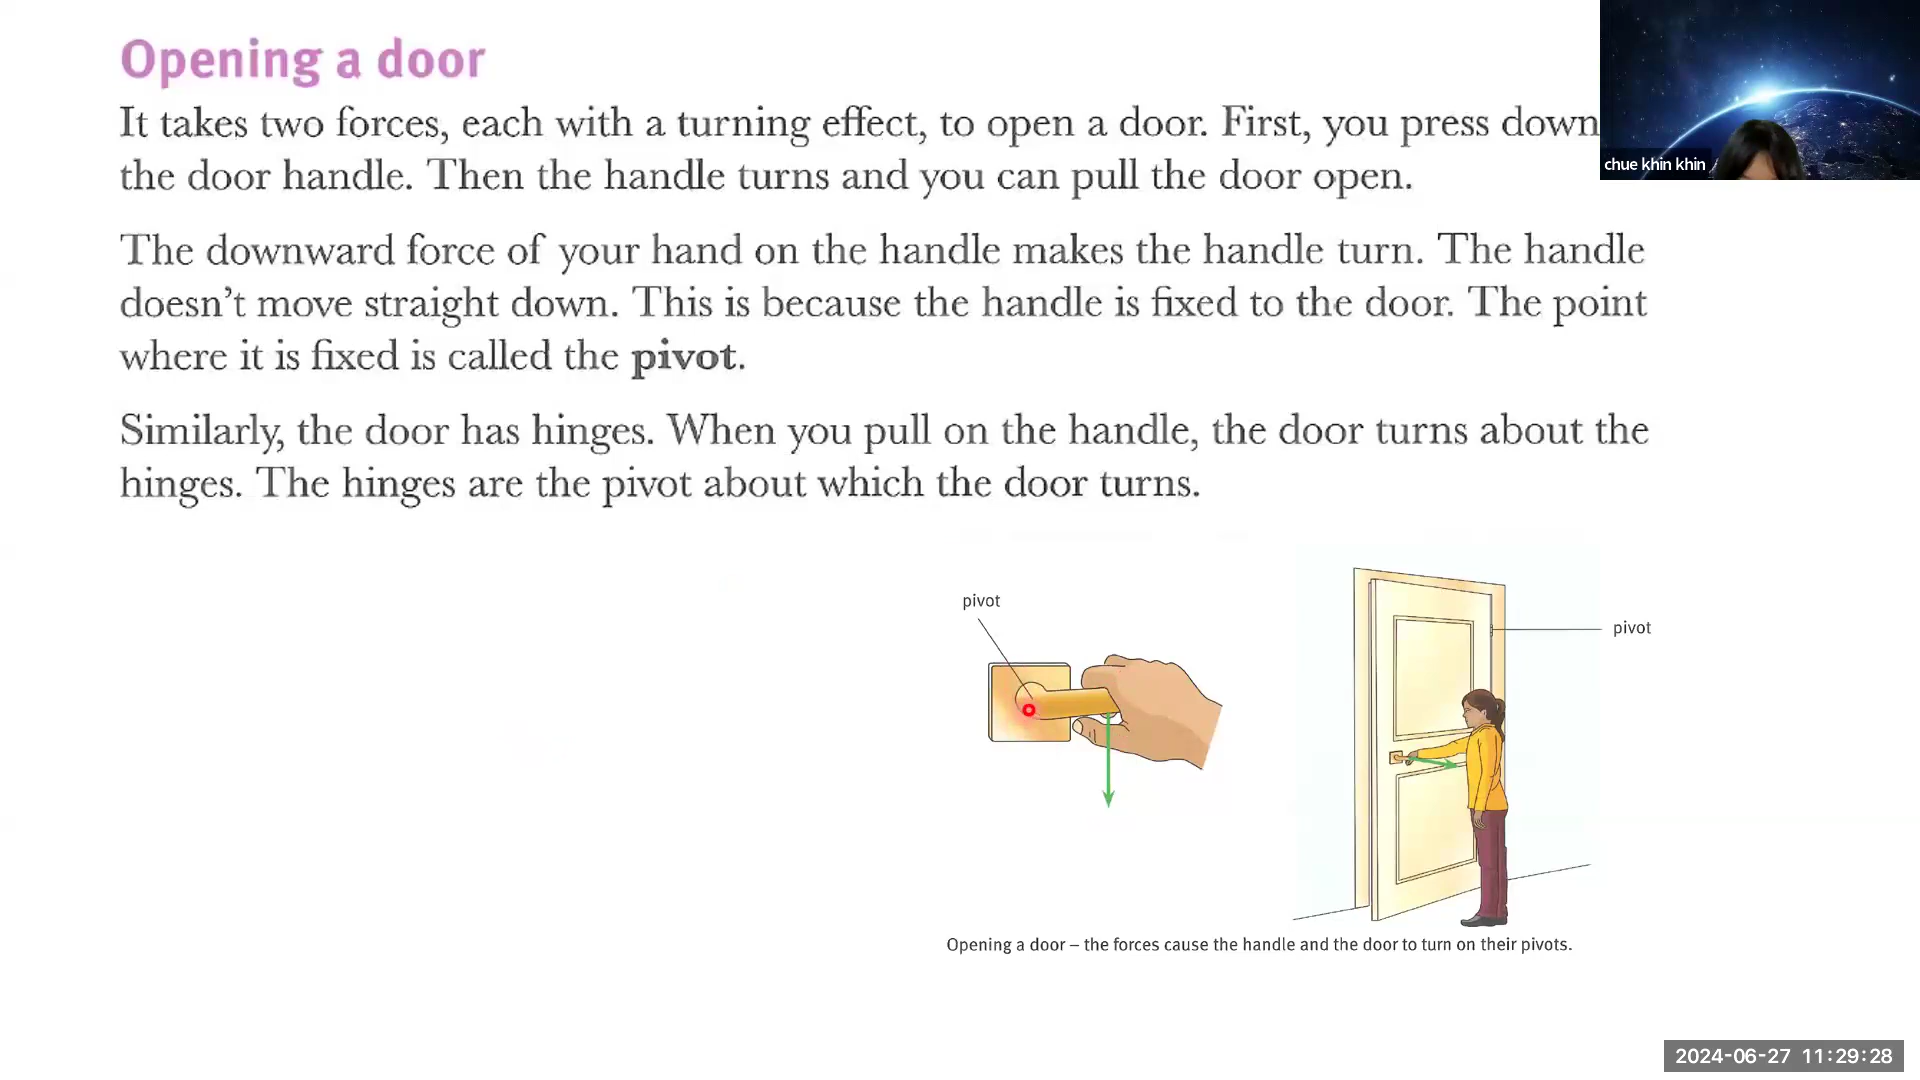 Opening a door
It takes two forces, each with a turning effect, to open a door. First, you press down
the door handle. Then the handle turns and you can pull the door open.
The downward force of your hand on the handle makes the handle turn. The handle
doesn’t move straight down. This is because the handle is fixed to the door. The point
where it is fixed is called the pivot.
Similarly, the door has hinges. When you pull on the handle, the door turns about the
hinges. The hinges are the pivot about which the door turns.
pivot
pivot
Opening a door – the forces cause the handle and the door to turn on their pivots.
chue khin khin
2024-06-27 11:29:28